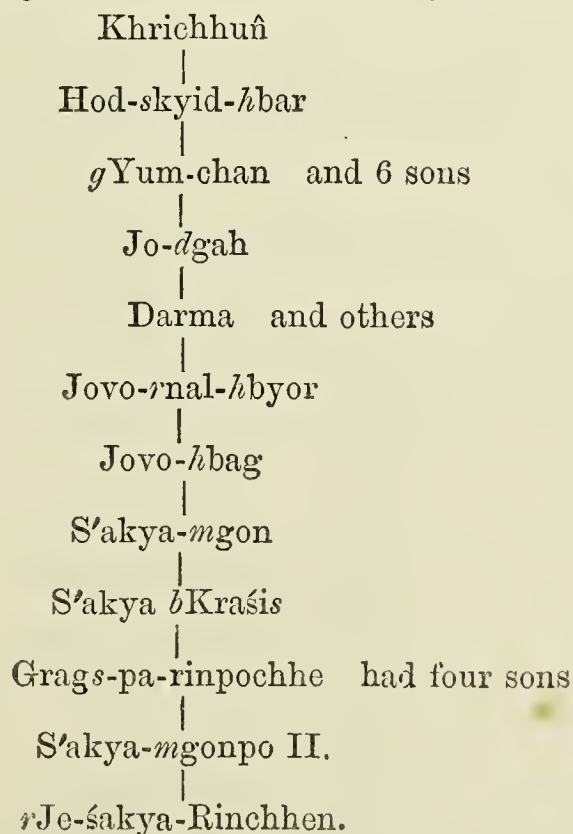 Khrichhuñ
Hod-skyid-hbar
gYum-chan and 6 sons
Jo-dgah
Darma and others
Jovo-rnal-hbyor
Jovo-hbag
S'akya-mgon
S'akya bKraśis
Grags-pa-rinpochhe had four sons
S'akya-mgonpo II.
rJe-śakya-Rinchhen.